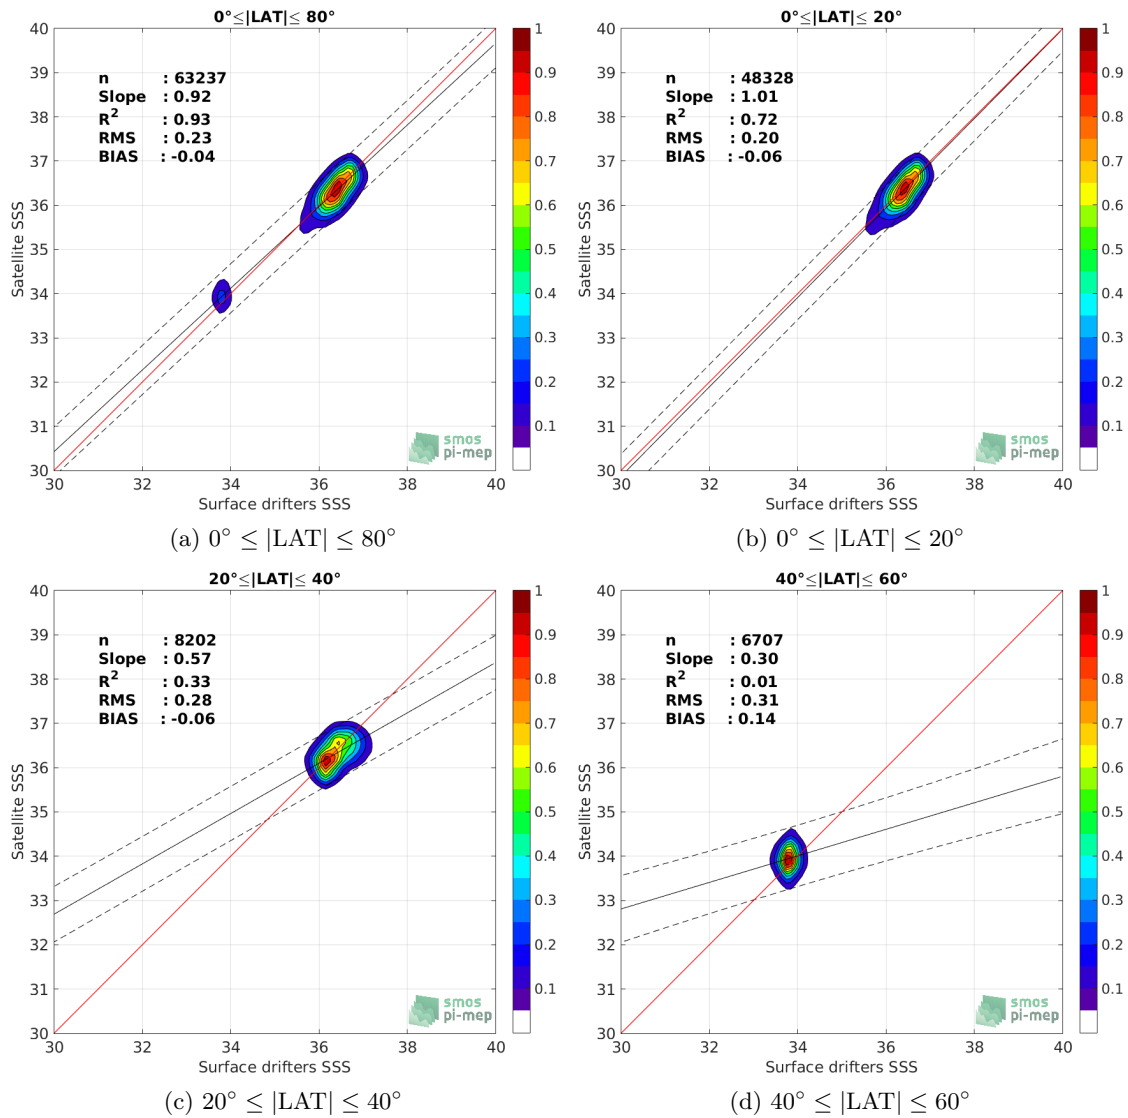 0°≤|LAT|≤ 80°
n : 63237
Slope : 0.92
R² : 0.93
RMS : 0.23
BIAS : -0.04
40
39
38
37
36
35
34
33
32
31
30
Satellite SSS
30 32 34 36 38 40
Surface drifters SSS
1
0.9
0.8
0.7
0.6
0.5
0.4
0.3
0.2
0.1
smos
pi-mep
(a) 0° ≤ |LAT| ≤ 80°
0°≤|LAT|≤ 20°
n : 48328
Slope : 1.01
R² : 0.72
RMS : 0.20
BIAS : -0.06
40
39
38
37
36
35
34
33
32
31
30
Satellite SSS
30 32 34 36 38 40
Surface drifters SSS
1
0.9
0.8
0.7
0.6
0.5
0.4
0.3
0.2
0.1
smos
pi-mep
(b) 0° ≤ |LAT| ≤ 20°
20°≤|LAT|≤ 40°
n : 8202
Slope : 0.57
R² : 0.33
RMS : 0.28
BIAS : -0.06
40
39
38
37
36
35
34
33
32
31
30
Satellite SSS
30 32 34 36 38 40
Surface drifters SSS
1
0.9
0.8
0.7
0.6
0.5
0.4
0.3
0.2
0.1
smos
pi-mep
(c) 20° ≤ |LAT| ≤ 40°
40°≤|LAT|≤ 60°
n : 6707
Slope : 0.30
R² : 0.01
RMS : 0.31
BIAS : 0.14
40
39
38
37
36
35
34
33
32
31
30
Satellite SSS
30 32 34 36 38 40
Surface drifters SSS
1
0.9
0.8
0.7
0.6
0.5
0.4
0.3
0.2
0.1
smos
pi-mep
(d) 40° ≤ |LAT| ≤ 60°